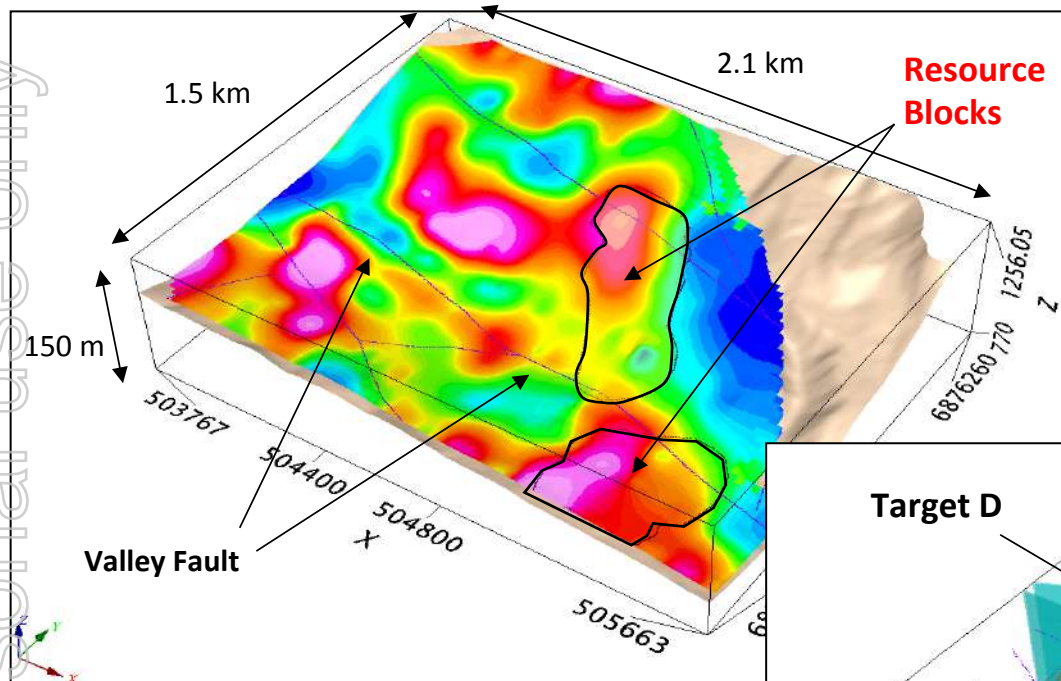 2.1 km
1.5 km
Resource
Blocks
1256.05
Z
770
6876260
150 m
503767
504400
504800
X
505663
Valley Fault
Target D
Z
Y
X